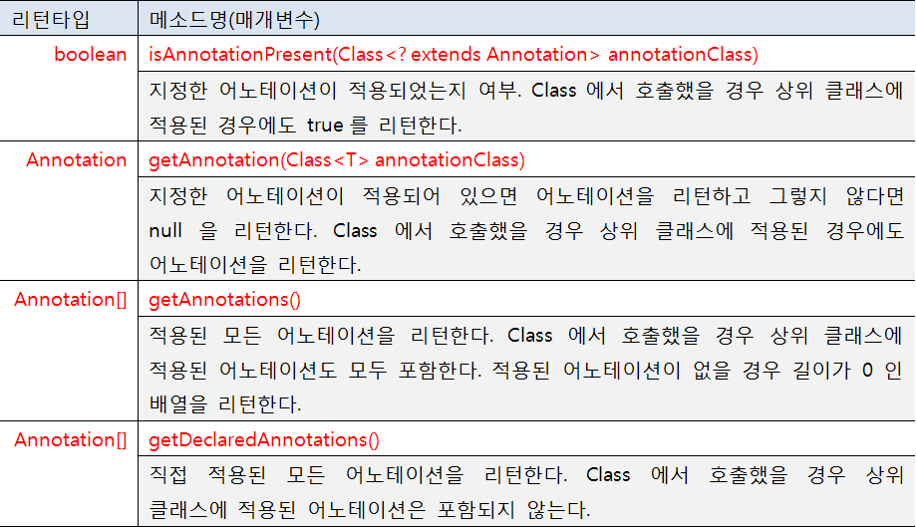 리턴타입 메소드명(매개변수)
boolean isAnnotationPresent(Class<? extends Annotation> annotationClass)
지정한 어노테이션이 적용되었는지 여부. Class 에서 호출했을 경우 상위 클래스에
적용된 경우에도 true 를 리턴한다.
Annotation getAnnotation(Class<T> annotationClass)
지정한 어노테이션이 적용되어 있으면 어노테이션을 리턴하고 그렇지 않다면
null 을 리턴한다. Class 에서 호출했을 경우 상위 클래스에 적용된 경우에도
어노테이션을 리턴한다.
Annotation[] getAnnotations()
적용된 모든 어노테이션을 리턴한다. Class 에서 호출했을 경우 상위 클래스에
적용된 어노테이션도 모두 포함한다. 적용된 어노테이션이 없을 경우 길이가 0 인
배열을 리턴한다.
Annotation[] getDeclaredAnnotations()
직접 적용된 모든 어노테이션을 리턴한다. Class 에서 호출했을 경우 상위
클래스에 적용된 어노테이션은 포함되지 않는다.